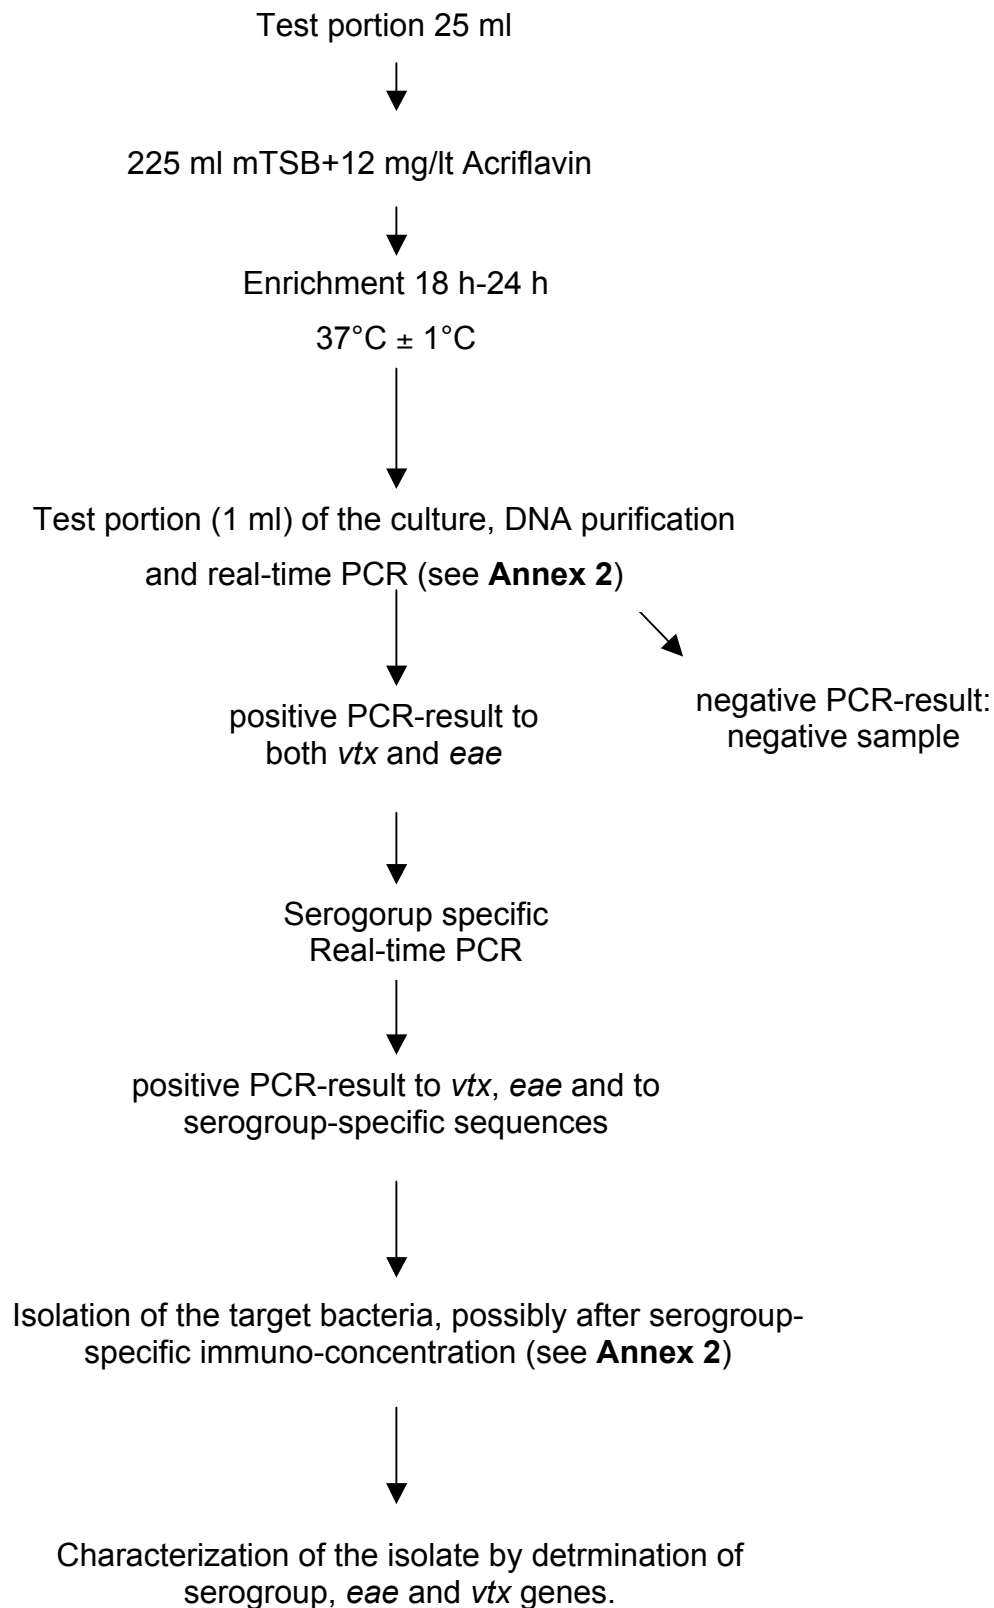 Test portion 25 ml
225 ml mTSB+12 mg/lt Acriflavin
Enrichment 18 h-24 h
37°C ± 1°C
Test portion (1 ml) of the culture, DNA purification
and real-time PCR (see Annex 2)
positive PCR-result to
both vtx and eae
negative PCR-result:
negative sample
Serogorup specific
Real-time PCR
positive PCR-result to vtx, eae and to
serogroup-specific sequences
Isolation of the target bacteria, possibly after serogroup-
specific immuno-concentration (see Annex 2)
Characterization of the isolate by detrmination of
serogroup, eae and vtx genes.